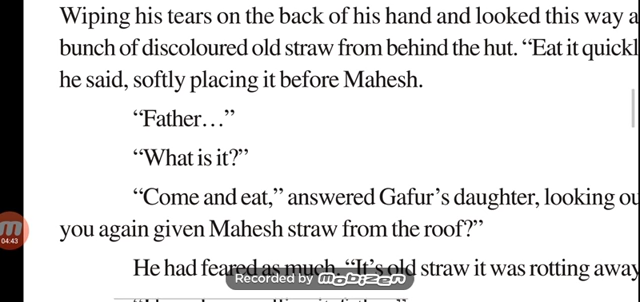 Wiping his tears on the back of his hand and looked this way a
bunch of discoloured old straw from behind the hut. “Eat it quickl
he said, softly placing it before Mahesh.
“Father…”
“What is it?”
“Come and eat,” answered Gafur’s daughter, looking ou
you again given Mahesh straw from the roof?”
He had feared as much. “It’s old straw it was rotting away
Recorded by mobizen
m
04:43